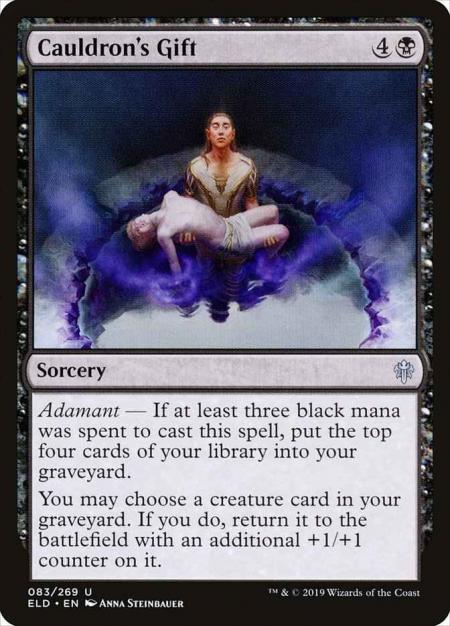 Cauldron's Gift 4
Sorcery
Adamant — If at least three black mana
was spent to cast this spell, put the top
four cards of your library into your
graveyard.
You may choose a creature card in your
graveyard. If you do, return it to the
battlefield with an additional +1/+1
counter on it.
083/269 U
ELD • EN Anna Steinbauer
™ & © 2019 Wizards of the Coast